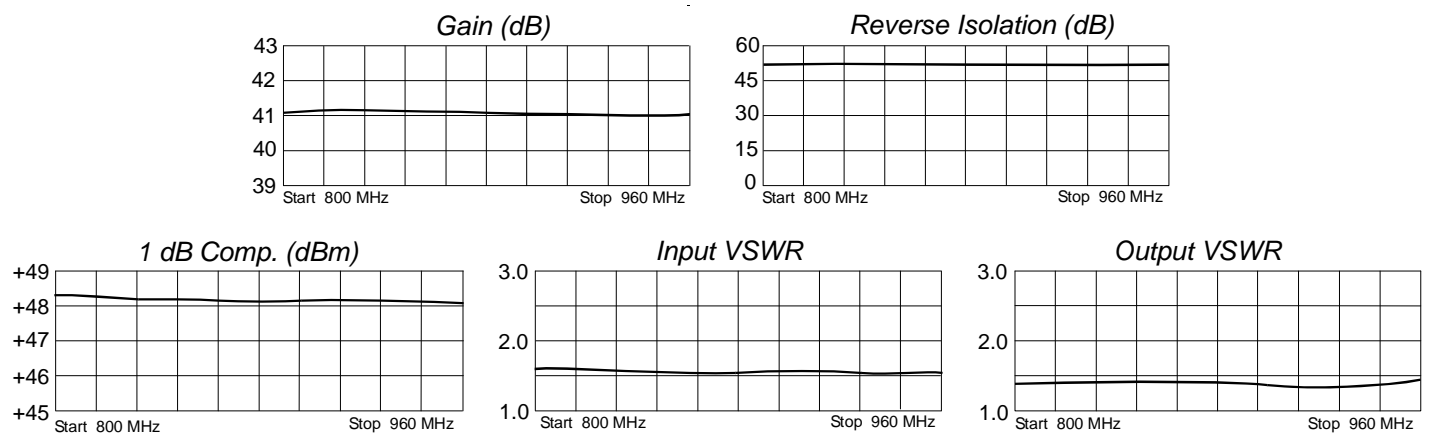 Gain (dB)
43
42
41
40
39
Start 800 MHz
Stop 960 MHz
Reverse Isolation (dB)
60
45
30
15
0
Start 800 MHz
Stop 960 MHz
1 dB Comp. (dBm)
+49
+48
+47
+46
+45
Start 800 MHz
Stop 960 MHz
Input VSWR
3.0
2.0
1.0
Start 800 MHz
Stop 960 MHz
Output VSWR
3.0
2.0
1.0
Start 800 MHz
Stop 960 MHz